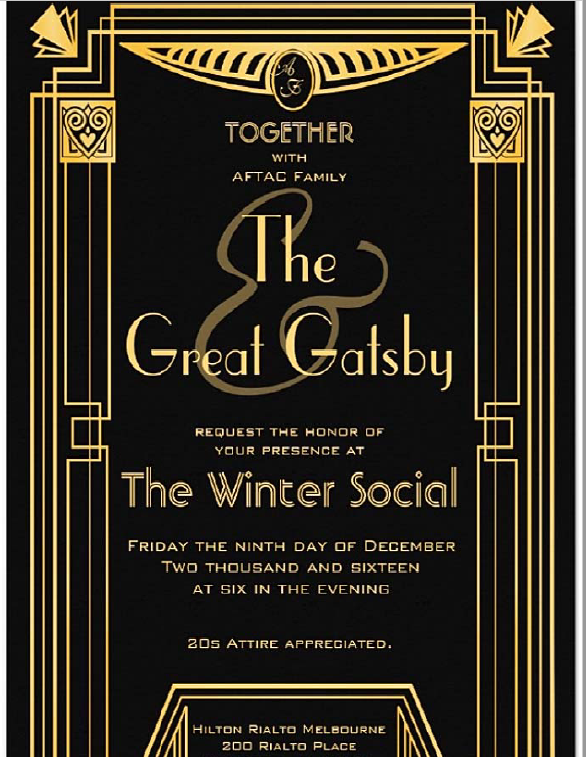 A
F
TOGETHER
WITH
AFTAC FAMILY
&
The
Great Gatsby
REQUEST THE HONOR OF
YOUR PRESENCE AT
The Winter Social
FRIDAY THE NINTH DAY OF DECEMBER
TWO THOUSAND AND SIXTEEN
AT SIX IN THE EVENING
20S ATTIRE APPRECIATED.
HILTON RIALTO MELBOURNE
200 RIALTO PLACE